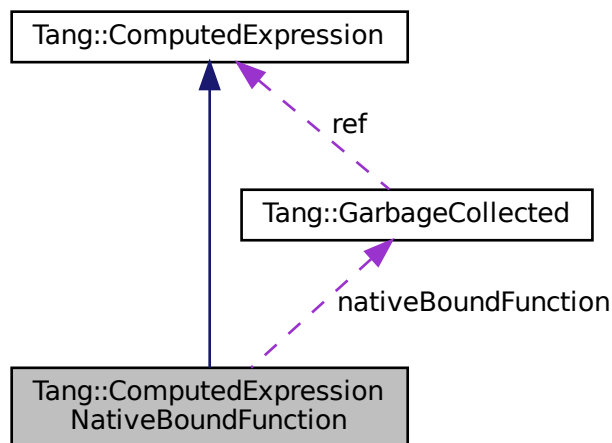 Tang::ComputedExpression
ref
Tang::GarbageCollected
nativeBoundFunction
Tang::ComputedExpression
NativeBoundFunction